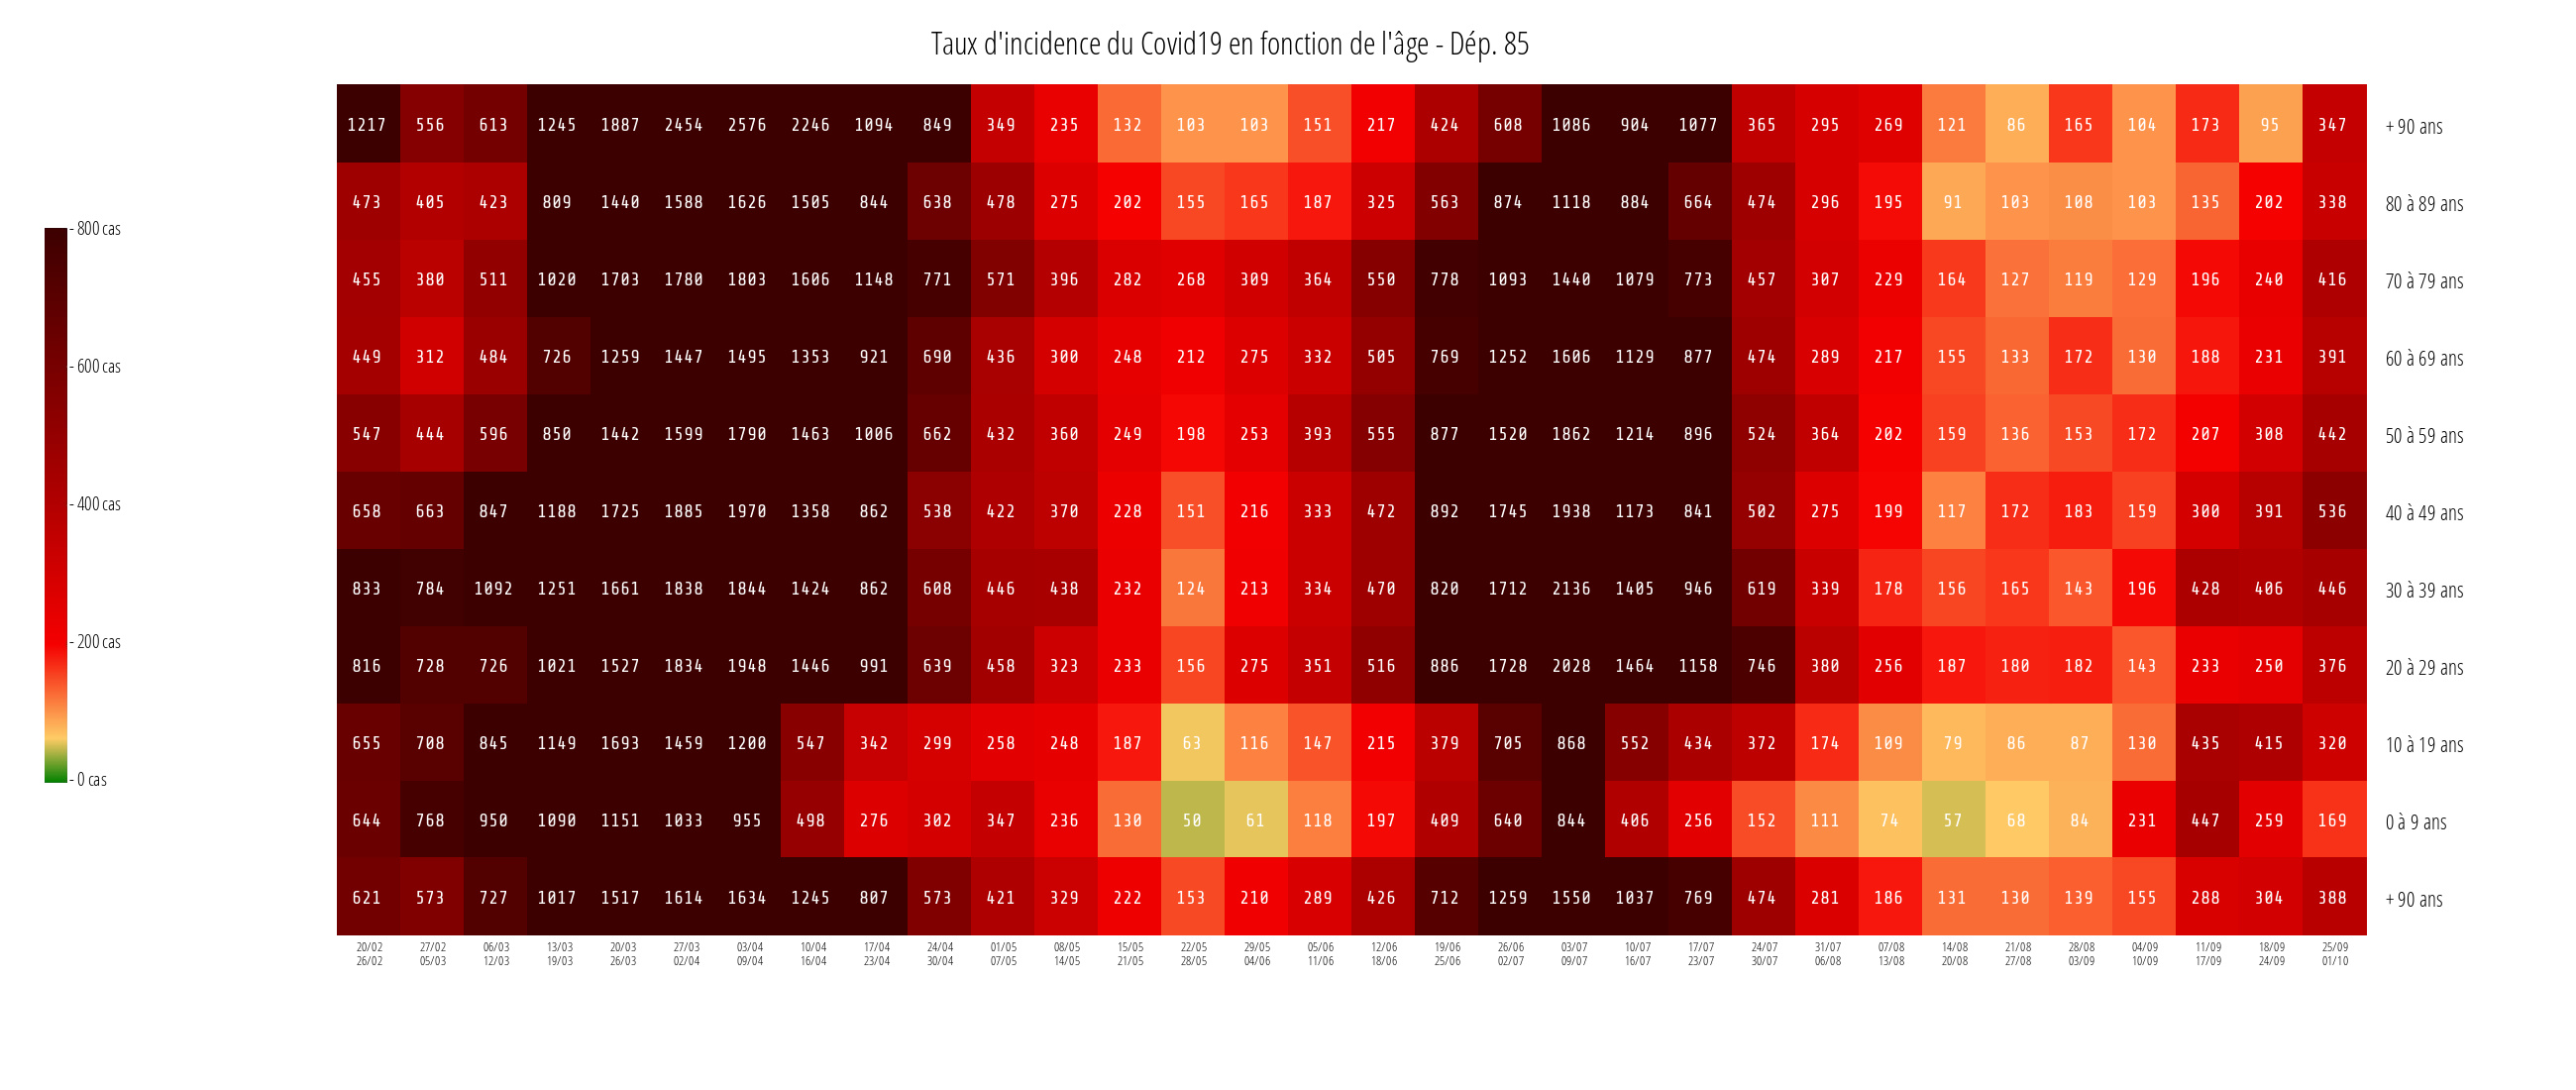 Taux d'incidence du Covid19 en fonction de l'âge - Dép. 85
- 800 cas
- 600 cas
- 400 cas
- 200 cas
- 0 cas
1217 556 613 1245 1887 2454 2576 2246 1094 849 349 235 132 103 103 151 217 424 608 1086 904 1077 365 295 269 121 86 165 104 173 95 347 + 90 ans
473 405 423 809 1440 1588 1626 1505 844 638 478 275 202 155 165 187 325 563 874 1118 884 664 474 296 195 91 103 108 103 135 202 338 80 à 89 ans
455 380 511 1020 1703 1780 1803 1606 1148 771 571 396 282 268 309 364 550 778 1093 1440 1079 773 457 307 229 164 127 119 129 196 240 416 70 à 79 ans
449 312 484 726 1259 1447 1495 1353 921 690 436 300 248 212 275 332 505 769 1252 1606 1129 877 474 289 217 155 133 172 130 188 231 391 60 à 69 ans
547 444 596 850 1442 1599 1790 1463 1006 662 432 360 249 198 253 393 555 877 1520 1862 1214 896 524 364 202 159 136 153 172 207 308 442 50 à 59 ans
658 663 847 1188 1725 1885 1970 1358 862 538 422 370 228 151 216 333 472 892 1745 1938 1173 841 502 275 199 117 172 183 159 300 391 536 40 à 49 ans
833 784 1092 1251 1661 1838 1844 1424 862 608 446 438 232 124 213 334 470 820 1712 2136 1405 946 619 339 178 156 165 143 196 428 406 446 30 à 39 ans
816 728 726 1021 1527 1834 1948 1446 991 639 458 323 233 156 275 351 516 886 1728 2028 1464 1158 746 380 256 187 180 182 143 233 250 376 20 à 29 ans
655 708 845 1149 1693 1459 1200 547 342 299 258 248 187 63 116 147 215 379 705 868 552 434 372 174 109 79 86 87 130 435 415 320 10 à 19 ans
644 768 950 1090 1151 1033 955 498 276 302 347 236 130 50 61 118 197 409 640 844 406 256 152 111 74 57 68 84 231 447 259 169 0 à 9 ans
621 573 727 1017 1517 1614 1634 1245 807 573 421 329 222 153 210 289 426 712 1259 1550 1037 769 474 281 186 131 130 139 155 288 304 388 + 90 ans
20/02 27/02 06/03 13/03 20/03 27/03 03/04 10/04 17/04 24/04 01/05 08/05 15/05 22/05 29/05 05/06 12/06 19/06 26/06 03/07 10/07 17/07 24/07 31/07 07/08 14/08 21/08 28/08 04/09 11/09 18/09 25/09
26/02 05/03 12/03 19/03 26/03 02/04 09/04 16/04 23/04 30/04 07/05 14/05 21/05 28/05 04/06 11/06 18/06 25/06 02/07 09/07 16/07 23/07 30/07 06/08 13/08 20/08 27/08 03/09 10/09 17/09 24/09 01/10